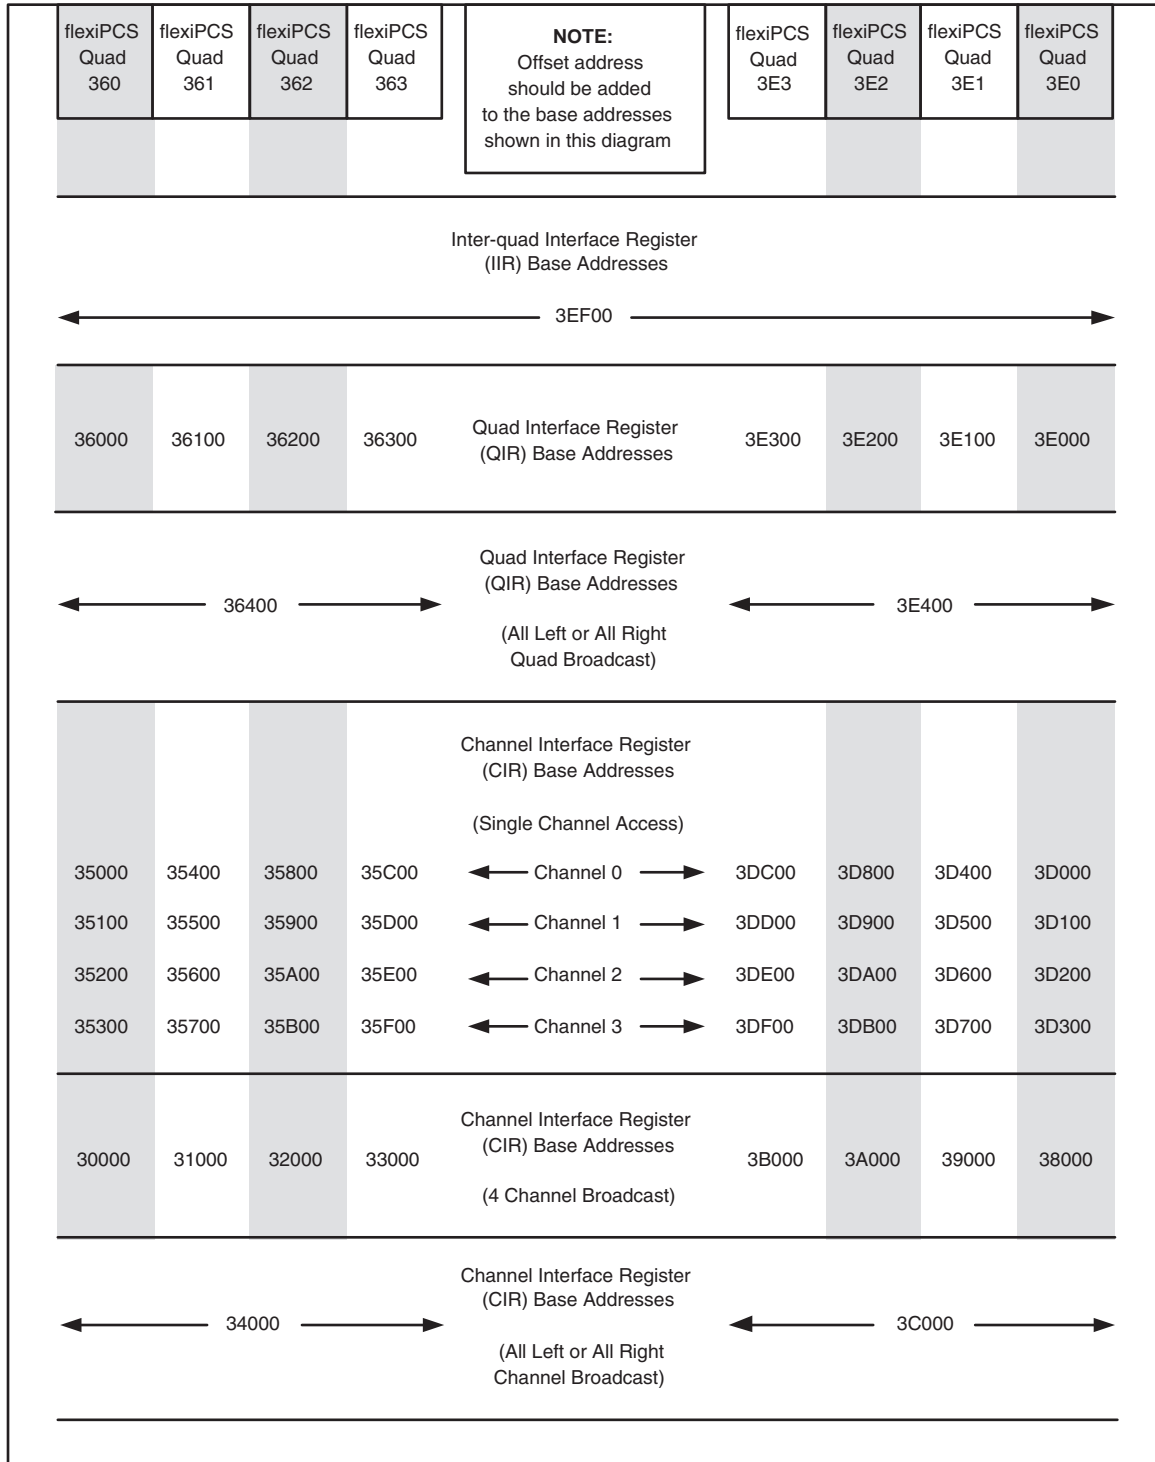 flexiPCS Quad 360
flexiPCS Quad 361
flexiPCS Quad 362
flexiPCS Quad 363
NOTE:
Offset address
should be added
to the base addresses
shown in this diagram
flexiPCS Quad 3E3
flexiPCS Quad 3E2
flexiPCS Quad 3E1
flexiPCS Quad 3E0
Inter-quad Interface Register
(IIR) Base Addresses
3EF00
36000 36100 36200 36300 Quad Interface Register 3E300 3E200 3E100 3E000
(QIR) Base Addresses
Quad Interface Register
(QIR) Base Addresses
36400 3E400
(All Left or All Right
Quad Broadcast)
Channel Interface Register
(CIR) Base Addresses
(Single Channel Access)
35000 35400 35800 35C00 Channel 0 3DC00 3D800 3D400 3D000
35100 35500 35900 35D00 Channel 1 3DD00 3D900 3D500 3D100
35200 35600 35A00 35E00 Channel 2 3DE00 3DA00 3D600 3D200
35300 35700 35B00 35F00 Channel 3 3DF00 3DB00 3D700 3D300
Channel Interface Register
(CIR) Base Addresses
30000 31000 32000 33000 3B000 3A000 39000 38000
(4 Channel Broadcast)
Channel Interface Register
(CIR) Base Addresses
34000 3C000
(All Left or All Right
Channel Broadcast)